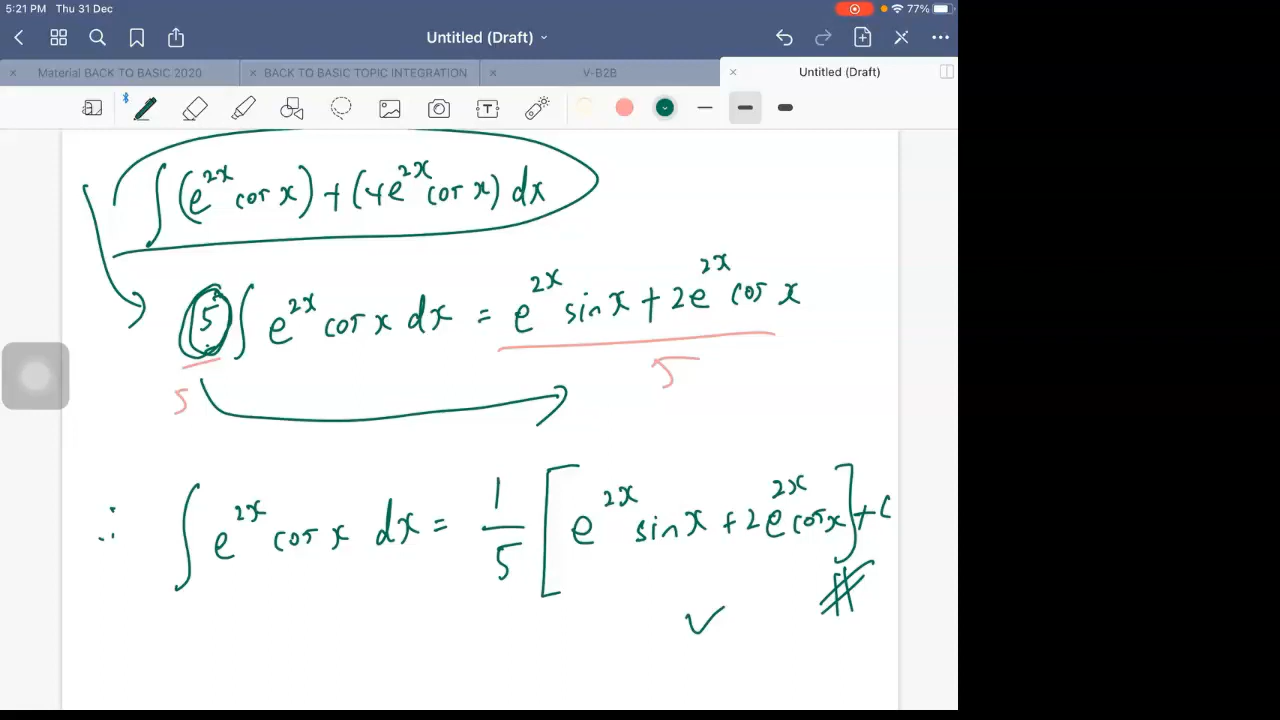 5:21 PM Thu 31 Dec 77%
Untitled (Draft)
Material BACK TO BASIC 2020 BACK TO BASIC TOPIC INTEGRATION V-B2B Untitled (Draft)
∫(e^2x cos x) + (4e^2x cos x) dx
5 ∫ e^2x cos x dx = e^2x sin x + 2e^2x cos x
5 5
∴ ∫ e^2x cos x dx = 1/5 [e^2x sin x + 2e^2x cos x] + C